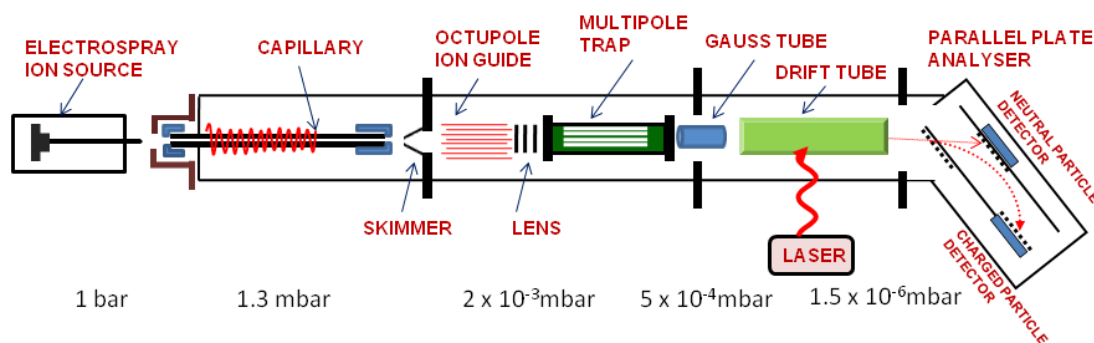 ELECTROSPRAY
ION SOURCE
CAPILLARY
OCTUPOLE
ION GUIDE
MULTIPOLE
TRAP
GAUSS TUBE
DRIFT TUBE
PARALLEL PLATE
ANALYSER
NEUTRAL PARTICLE
DETECTOR
SKIMMER
LENS
LASER
CHARGED PARTICLE
DETECTOR
1 bar
1.3 mbar
2 x 10⁻³mbar
5 x 10⁻⁴mbar
1.5 x 10⁻⁶mbar